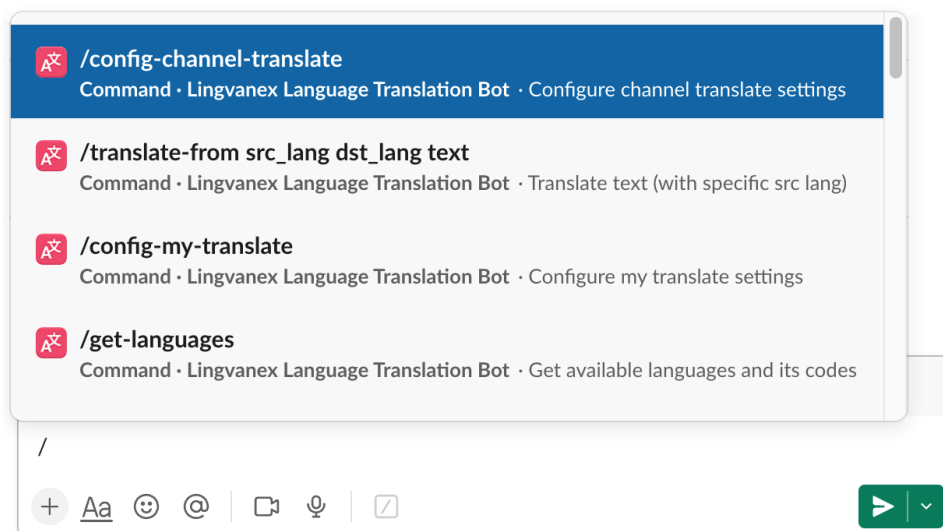 /config-channel-translate
Command · Lingvanex Language Translation Bot · Configure channel translate settings
/translate-from src_lang dst_lang text
Command · Lingvanex Language Translation Bot · Translate text (with specific src lang)
/config-my-translate
Command · Lingvanex Language Translation Bot · Configure my translate settings
/get-languages
Command · Lingvanex Language Translation Bot · Get available languages and its codes
/
Aa